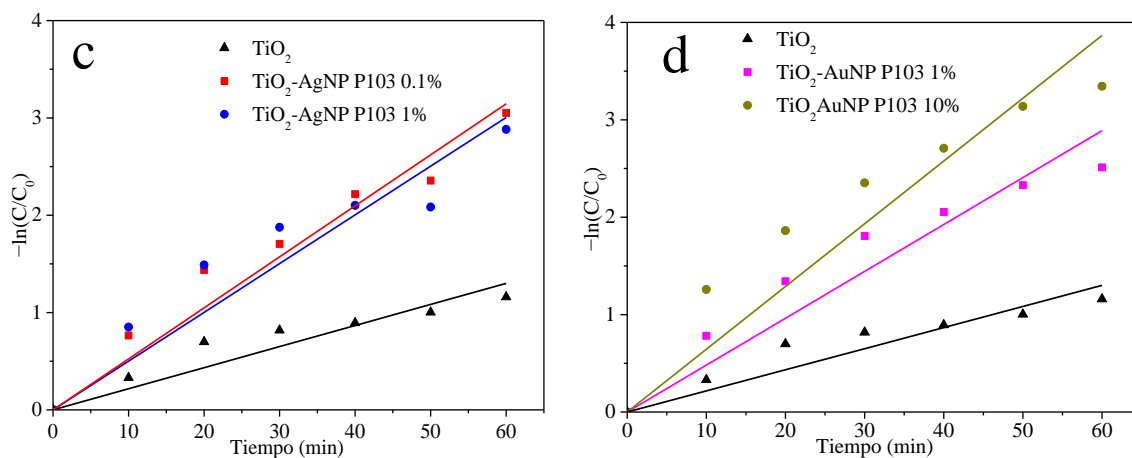 c
TiO2
TiO2-AgNP P103 0.1%
TiO2-AgNP P103 1%
−ln(C/C0)
4
3
2
1
0
0 10 20 30 40 50 60
Tiempo (min)
d
TiO2
TiO2-AuNP P103 1%
TiO2AuNP P103 10%
−ln(C/C0)
4
3
2
1
0
0 10 20 30 40 50 60
Tiempo (min)